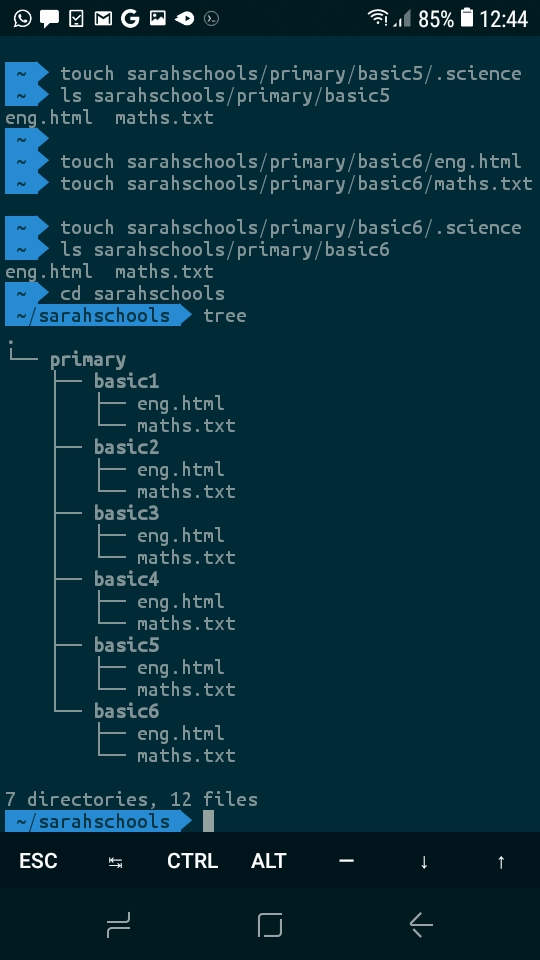 85% 12:44
~ touch sarahschools/primary/basic5/.science
~ ls sarahschools/primary/basic5
eng.html maths.txt
~
~ touch sarahschools/primary/basic6/eng.html
~ touch sarahschools/primary/basic6/maths.txt
~ touch sarahschools/primary/basic6/.science
~ ls sarahschools/primary/basic6
eng.html maths.txt
~ cd sarahschools
~/sarahschools tree
.
└── primary
    ├── basic1
    │   ├── eng.html
    │   └── maths.txt
    ├── basic2
    │   ├── eng.html
    │   └── maths.txt
    ├── basic3
    │   ├── eng.html
    │   └── maths.txt
    ├── basic4
    │   ├── eng.html
    │   └── maths.txt
    ├── basic5
    │   ├── eng.html
    │   └── maths.txt
    └── basic6
        ├── eng.html
        └── maths.txt
7 directories, 12 files
~/sarahschools
ESC ↹ CTRL ALT — ↓ ↑